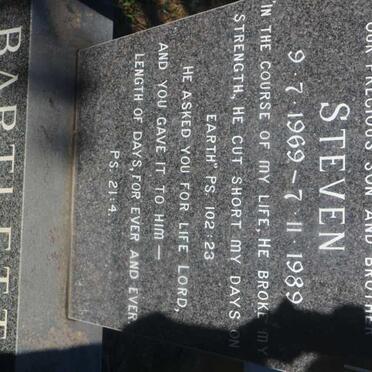 OUR PRECIOUS SON AND BROTHER
STEVEN
9·7·1969–7·11·1989
"IN THE COURSE OF MY LIFE, HE BROKE MY
STRENGTH, HE CUT SHORT MY DAYS ON
EARTH" PS. 102:23
HE ASKED YOU FOR LIFE LORD,
AND YOU GAVE IT TO HIM —
LENGTH OF DAYS, FOR EVER AND EVER
PS. 21:4.
BARTLETT